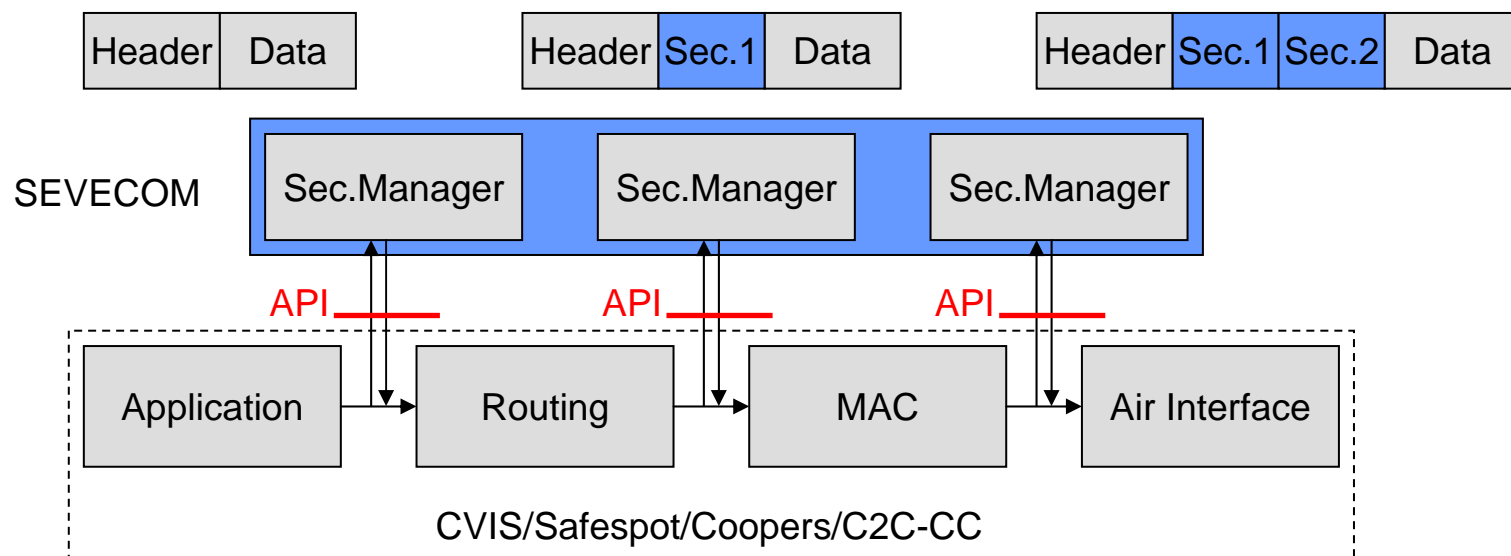 Header Data Header Sec.1 Data Header Sec.1 Sec.2 Data
SEVECOM Sec.Manager Sec.Manager Sec.Manager
API API API
Application Routing MAC Air Interface
CVIS/Safespot/Coopers/C2C-CC